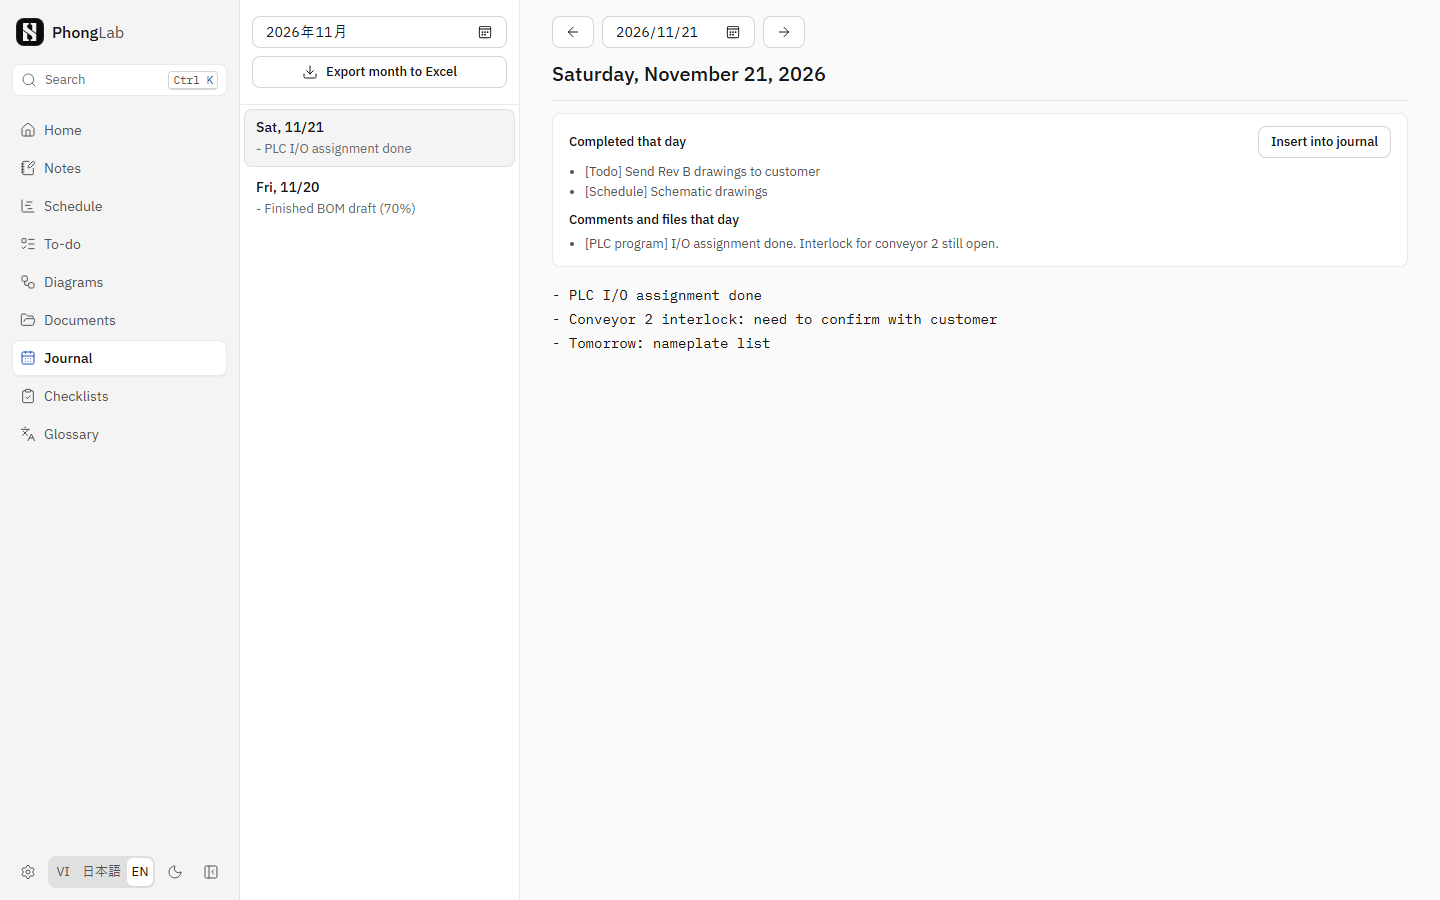 PhongLab
Search
Ctrl K
Home
Notes
Schedule
To-do
Diagrams
Documents
Journal
Checklists
Glossary
VI
日本語
EN
2026年11月
Export month to Excel
Sat, 11/21
- PLC I/O assignment done
Fri, 11/20
- Finished BOM draft (70%)
2026/11/21
Saturday, November 21, 2026
Completed that day
Insert into journal
• [Todo] Send Rev B drawings to customer
• [Schedule] Schematic drawings
Comments and files that day
• [PLC program] I/O assignment done. Interlock for conveyor 2 still open.
- PLC I/O assignment done
- Conveyor 2 interlock: need to confirm with customer
- Tomorrow: nameplate list